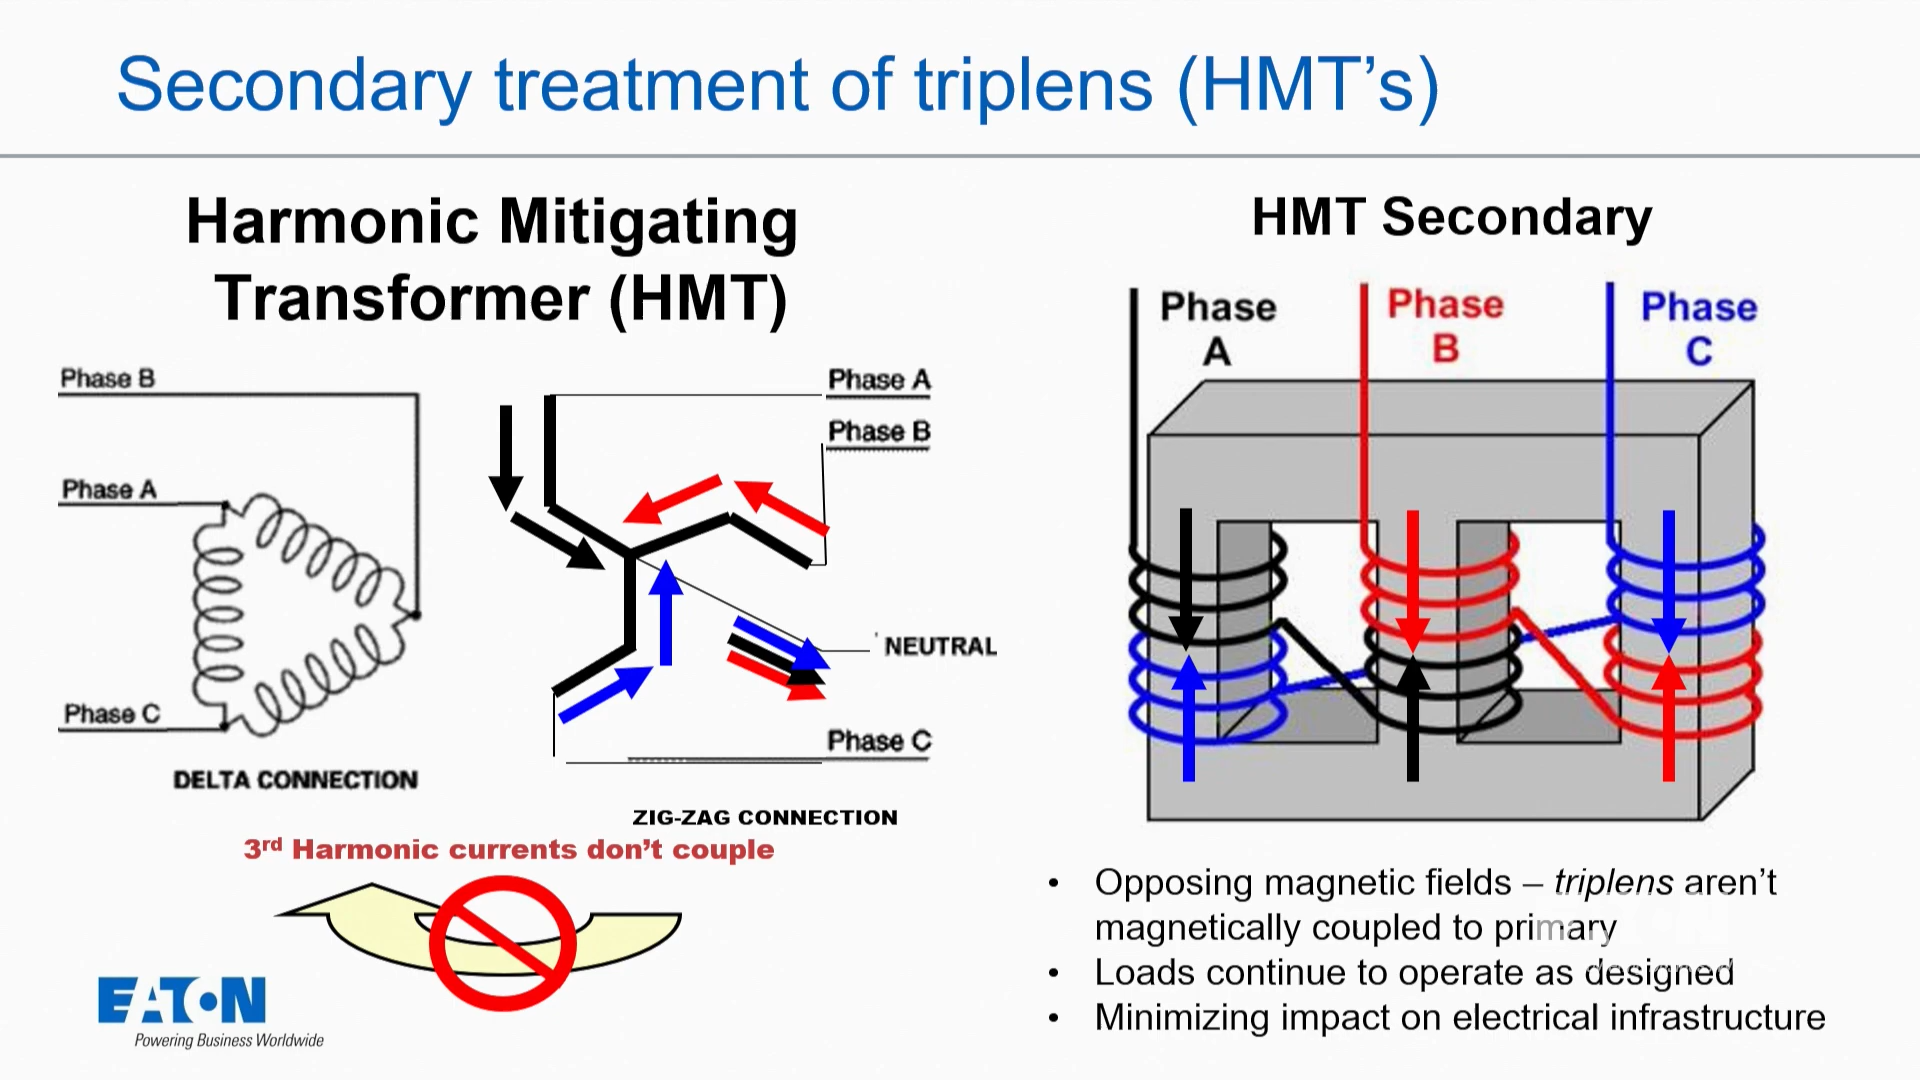 Secondary treatment of triplens (HMT's)
Harmonic Mitigating
Transformer (HMT)
Phase B
Phase A
Phase C
DELTA CONNECTION
Phase A
Phase B
NEUTRAL
Phase C
ZIG-ZAG CONNECTION
3rd Harmonic currents don't couple
HMT Secondary
Phase
A
Phase
B
Phase
C
• Opposing magnetic fields – triplens aren't
magnetically coupled to primary
• Loads continue to operate as designed
• Minimizing impact on electrical infrastructure
EATON
Powering Business Worldwide